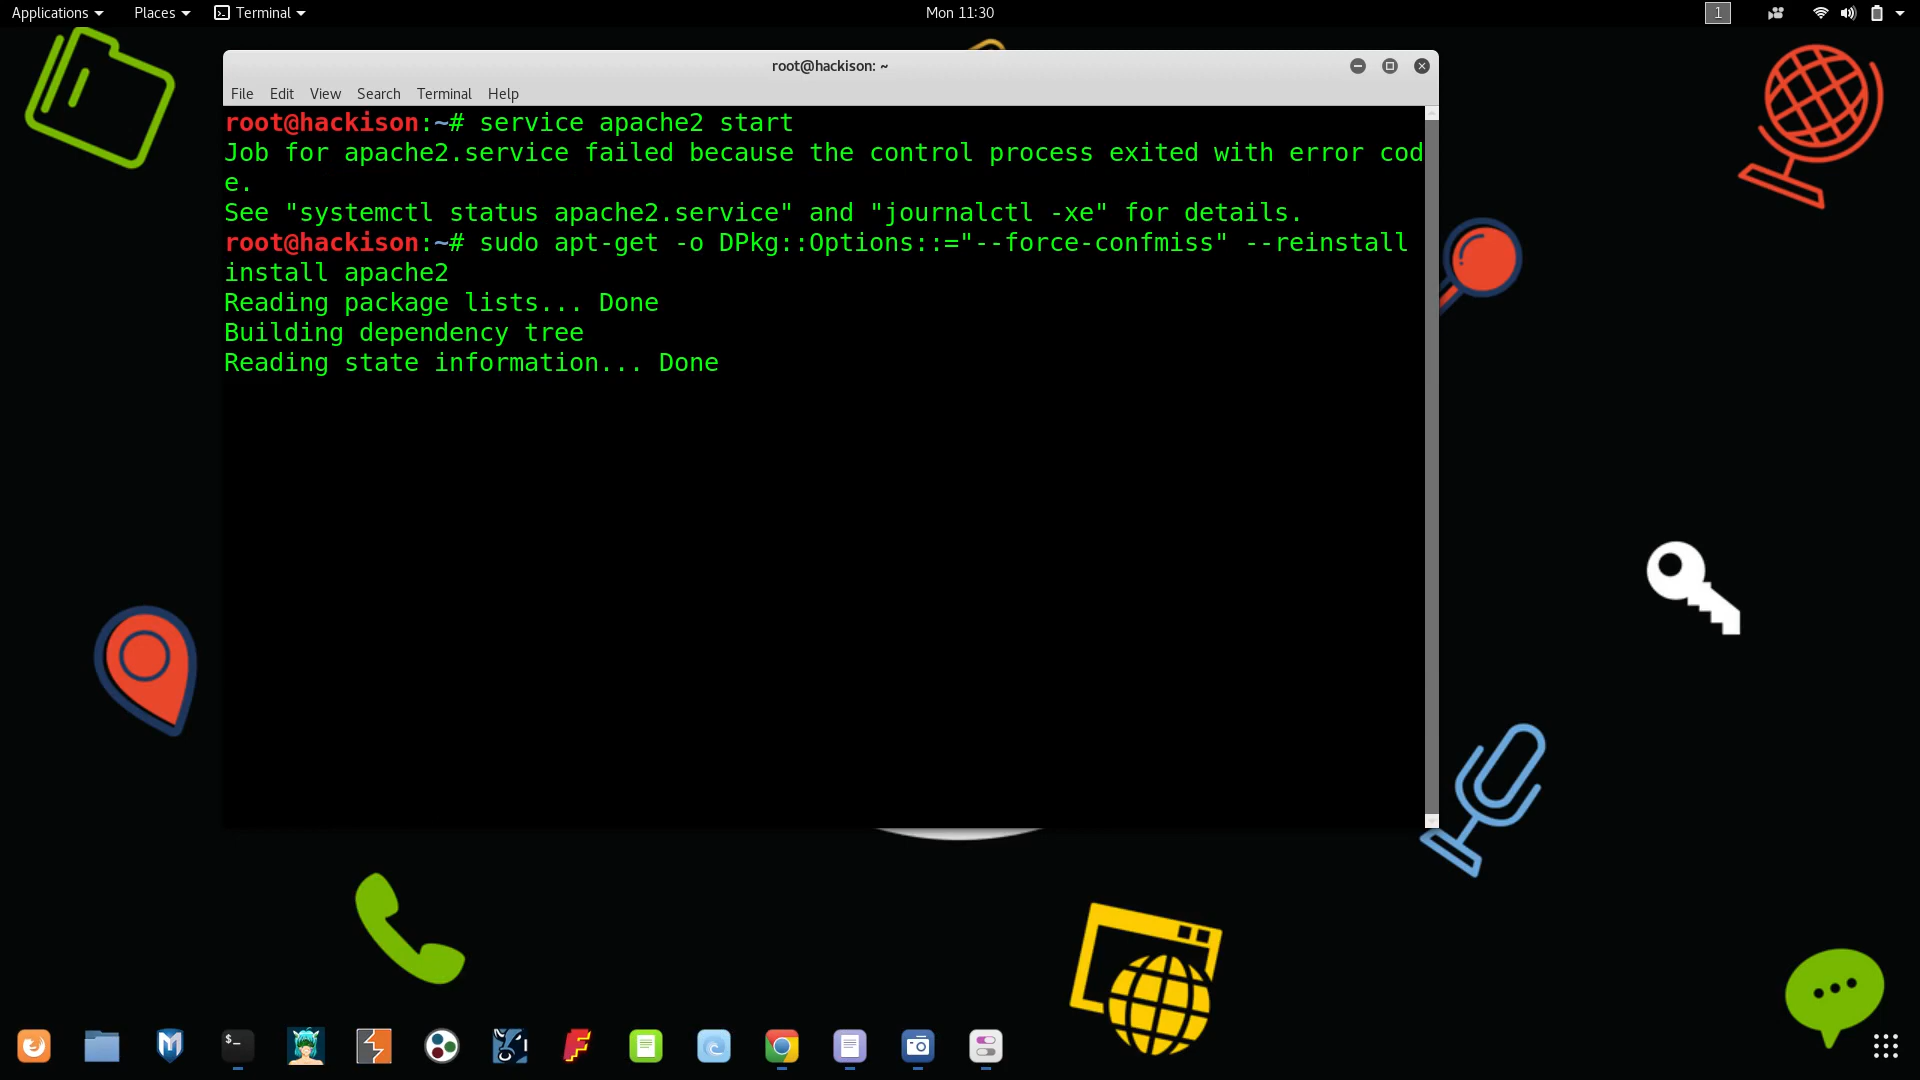 Applications Places Terminal Mon 11:30 1
root@hackison: ~
File Edit View Search Terminal Help
root@hackison:~# service apache2 start
Job for apache2.service failed because the control process exited with error cod
e.
See "systemctl status apache2.service" and "journalctl -xe" for details.
root@hackison:~# sudo apt-get -o DPkg::Options::="--force-confmiss" --reinstall
install apache2
Reading package lists... Done
Building dependency tree
Reading state information... Done
$_